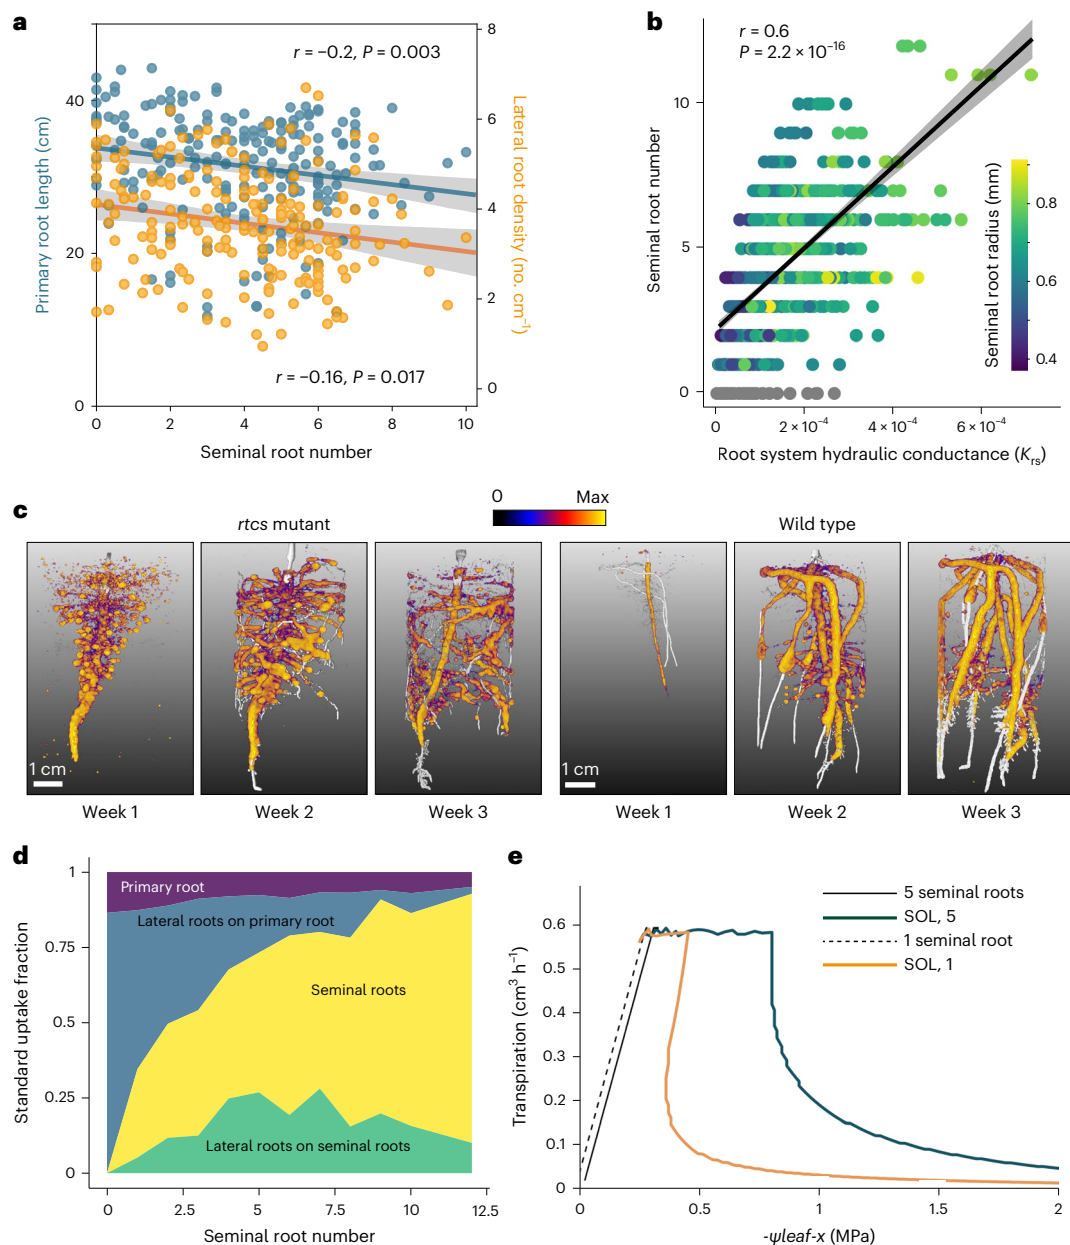 a
r = −0.2, P = 0.003
r = −0.16, P = 0.017
Primary root length (cm)
40
20
0
Lateral root density (no. cm⁻¹)
8
6
4
2
0
0 2 4 6 8 10
Seminal root number
b
r = 0.6
P = 2.2 × 10⁻¹⁶
Seminal root number
10
5
0
0 2 × 10⁻⁴ 4 × 10⁻⁴ 6 × 10⁻⁴
Root system hydraulic conductance (Krs)
Seminal root radius (mm)
0.8
0.6
0.4
c
0 Max
rtcs mutant
Wild type
1 cm
1 cm
Week 1 Week 2 Week 3 Week 1 Week 2 Week 3
d
Standard uptake fraction
1
0.75
0.5
0.25
0
Primary root
Lateral roots on primary root
Seminal roots
Lateral roots on seminal roots
0 2.5 5 7.5 10 12.5
Seminal root number
e
5 seminal roots
SOL, 5
1 seminal root
SOL, 1
Transpiration (cm³ h⁻¹)
0.6
0.5
0.4
0.3
0.2
0.1
0
0 0.5 1 1.5 2
-ψleaf-x (MPa)